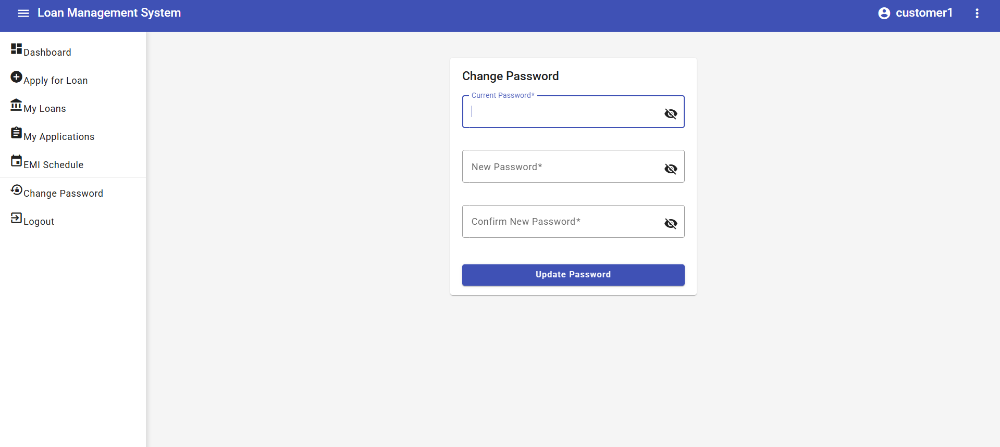 Loan Management System
customer1
Dashboard
Apply for Loan
My Loans
My Applications
EMI Schedule
Change Password
Logout
Change Password
Current Password*
New Password*
Confirm New Password*
Update Password